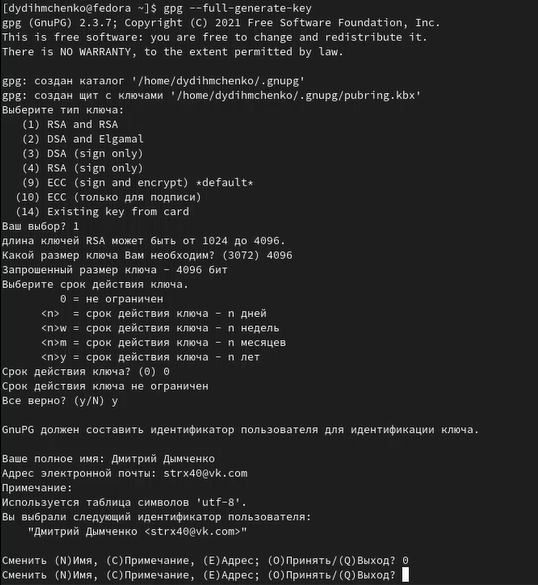 [dydihmchenko@fedora ~]$ gpg --full-generate-key
gpg (GnuPG) 2.3.7; Copyright (C) 2021 Free Software Foundation, Inc.
This is free software: you are free to change and redistribute it.
There is NO WARRANTY, to the extent permitted by law.
gpg: создан каталог '/home/dydihmchenko/.gnupg'
gpg: создан щит с ключами '/home/dydihmchenko/.gnupg/pubring.kbx'
Выберите тип ключа:
(1) RSA and RSA
(2) DSA and Elgamal
(3) DSA (sign only)
(4) RSA (sign only)
(9) ECC (sign and encrypt) *default*
(10) ECC (только для подписи)
(14) Existing key from card
Ваш выбор? 1
длина ключей RSA может быть от 1024 до 4096.
Какой размер ключа Вам необходим? (3072) 4096
Запрошенный размер ключа - 4096 бит
Выберите срок действия ключа.
0 = не ограничен
<n> = срок действия ключа - n дней
<n>w = срок действия ключа - n недель
<n>m = срок действия ключа - n месяцев
<n>y = срок действия ключа - n лет
Срок действия ключа? (0) 0
Срок действия ключа не ограничен
Все верно? (y/N) y
GnuPG должен составить идентификатор пользователя для идентификации ключа.
Ваше полное имя: Дмитрий Дымченко
Адрес электронной почты: strx40@vk.com
Примечание:
Используется таблица символов 'utf-8'.
Вы выбрали следующий идентификатор пользователя:
"Дмитрий Дымченко <strx40@vk.com>"
Сменить (N)Имя, (C)Примечание, (E)Адрес; (O)Принять/(Q)Выход? 0
Сменить (N)Имя, (C)Примечание, (E)Адрес; (O)Принять/(Q)Выход?